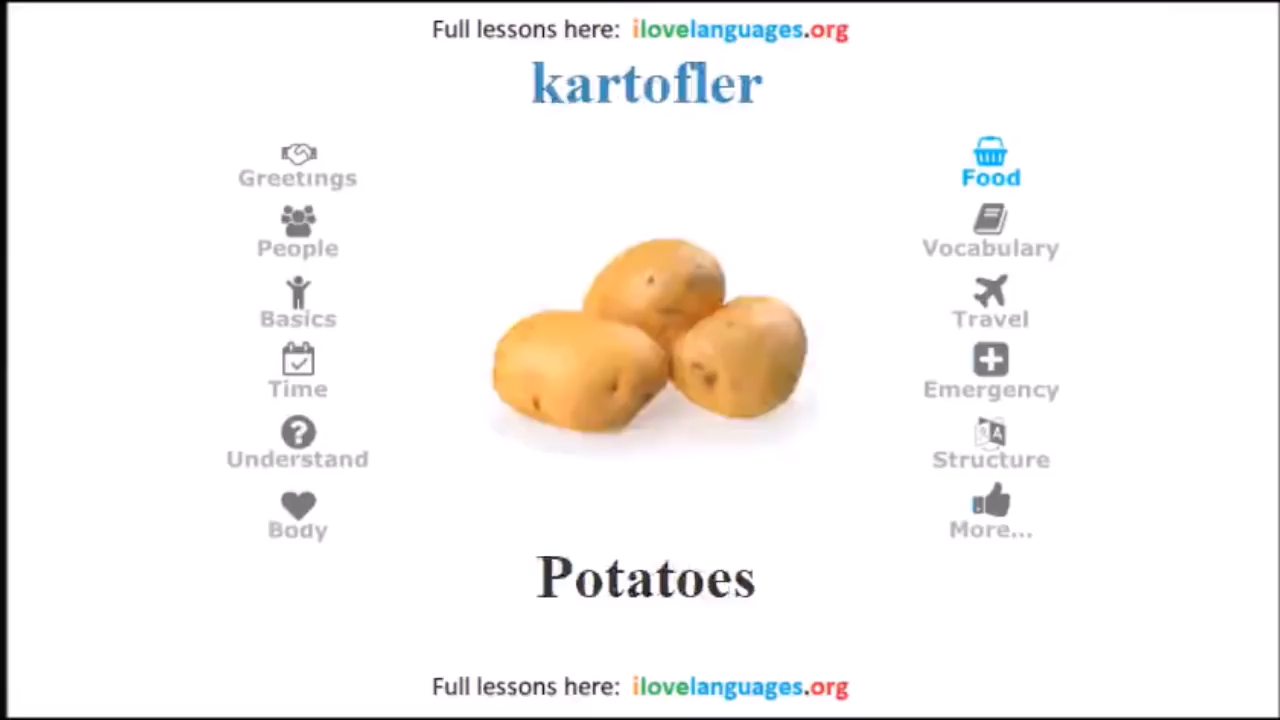 Full lessons here: ilovelanguages.org
kartofler
Greetings
People
Basics
Time
Understand
Body
Food
Vocabulary
Travel
Emergency
Structure
More...
Potatoes
Full lessons here: ilovelanguages.org